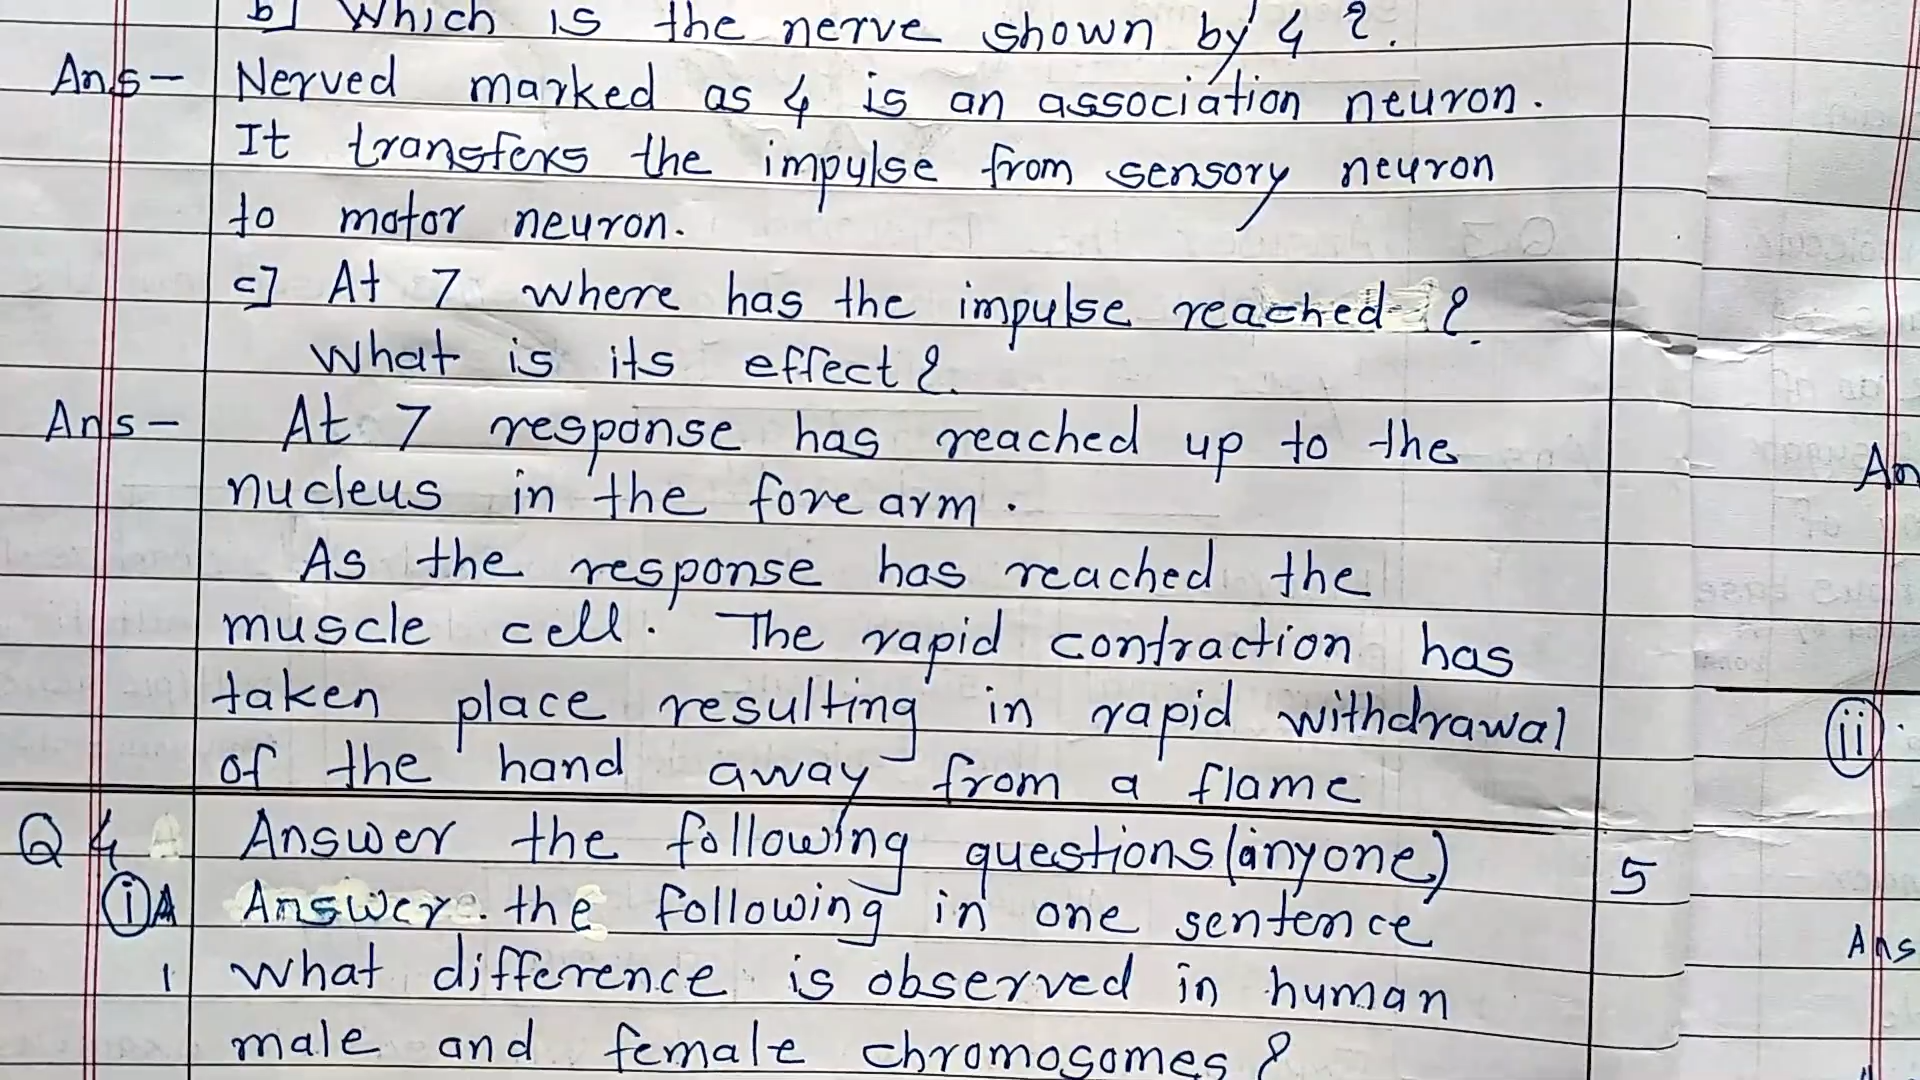 b] Which is the nerve shown by 4 ?.
Ans- Nerved marked as 4 is an association neuron.
It transfers the impulse from sensory neuron
to motor neuron.
c] At 7 where has the impulse reached ?
What is its effect ?
Ans- At 7 response has reached up to the
nucleus in the fore arm.
As the response has reached the
muscle cell. The rapid contraction has
taken place resulting in rapid withdrawal
of the hand away from a flame
Q 4 A Answer the following questions (anyone) 5
(i) A Answer the following in one sentence
1 What difference is observed in human
male and female chromosomes ?
An
(ii)
Ans